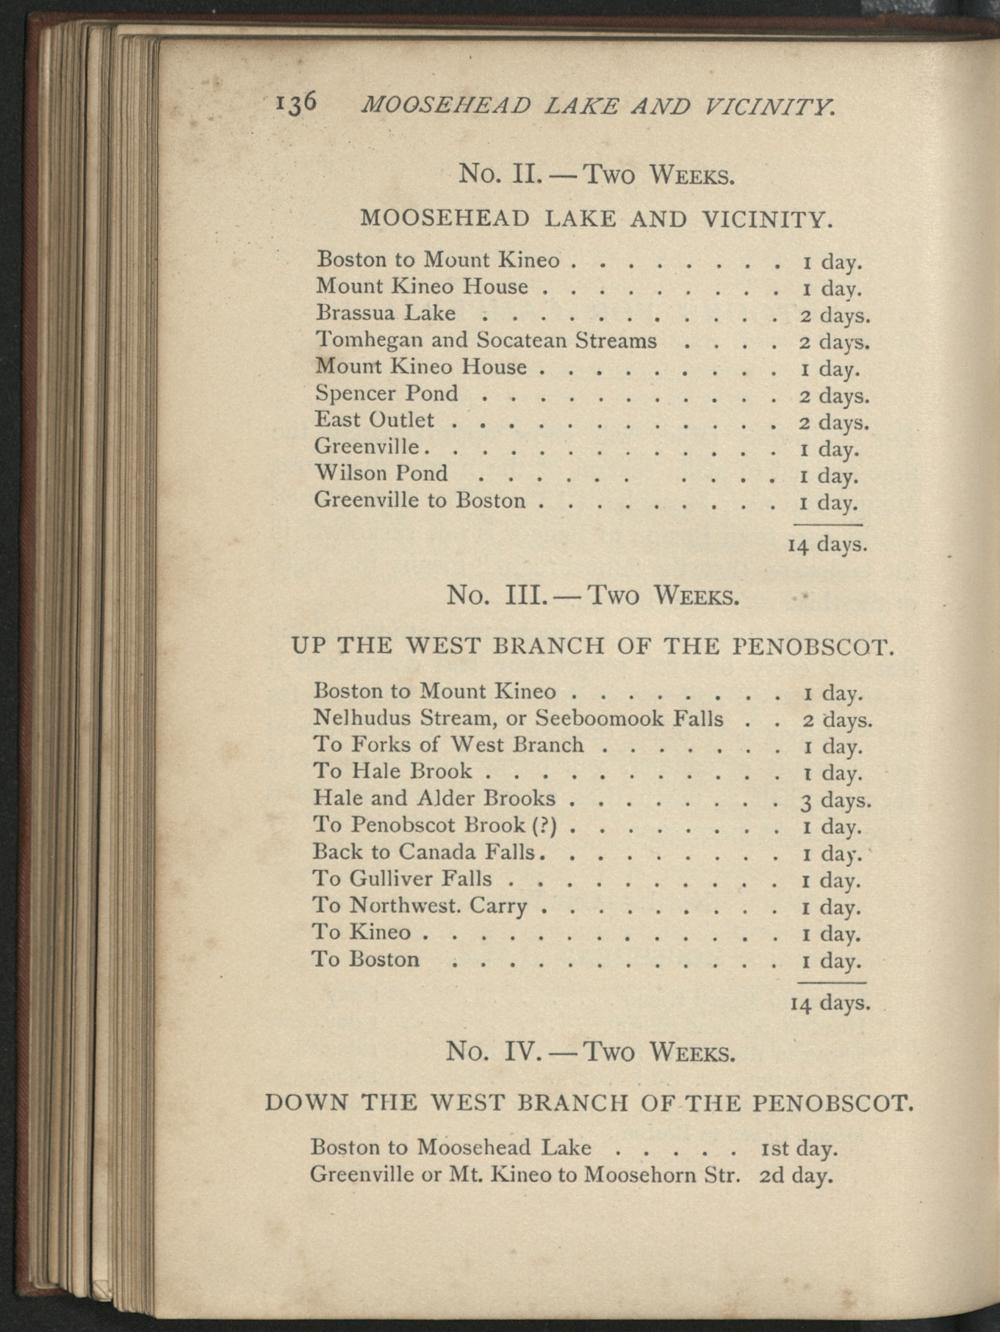 136 MOOSEHEAD LAKE AND VICINITY.
No. II. — Two Weeks.
MOOSEHEAD LAKE AND VICINITY.
Boston to Mount Kineo . . . . . . . . 1 day.
Mount Kineo House . . . . . . . . . 1 day.
Brassua Lake . . . . . . . . . . . 2 days.
Tomhegan and Socatean Streams . . . . 2 days.
Mount Kineo House . . . . . . . . . 1 day.
Spencer Pond . . . . . . . . . . . 2 days.
East Outlet . . . . . . . . . . . . 2 days.
Greenville . . . . . . . . . . . . . 1 day.
Wilson Pond . . . . . . . . . . 1 day.
Greenville to Boston . . . . . . . . . 1 day.
14 days.
No. III. — Two Weeks.
UP THE WEST BRANCH OF THE PENOBSCOT.
Boston to Mount Kineo . . . . . . . . 1 day.
Nelhudus Stream, or Seeboomook Falls . . 2 days.
To Forks of West Branch . . . . . . . 1 day.
To Hale Brook . . . . . . . . . . . 1 day.
Hale and Alder Brooks . . . . . . . . 3 days.
To Penobscot Brook (?) . . . . . . . . 1 day.
Back to Canada Falls . . . . . . . . . 1 day.
To Gulliver Falls . . . . . . . . . . 1 day.
To Northwest. Carry . . . . . . . . . 1 day.
To Kineo . . . . . . . . . . . . . 1 day.
To Boston . . . . . . . . . . . . 1 day.
14 days.
No. IV. — Two Weeks.
DOWN THE WEST BRANCH OF THE PENOBSCOT.
Boston to Moosehead Lake . . . . . 1st day.
Greenville or Mt. Kineo to Moosehorn Str. 2d day.